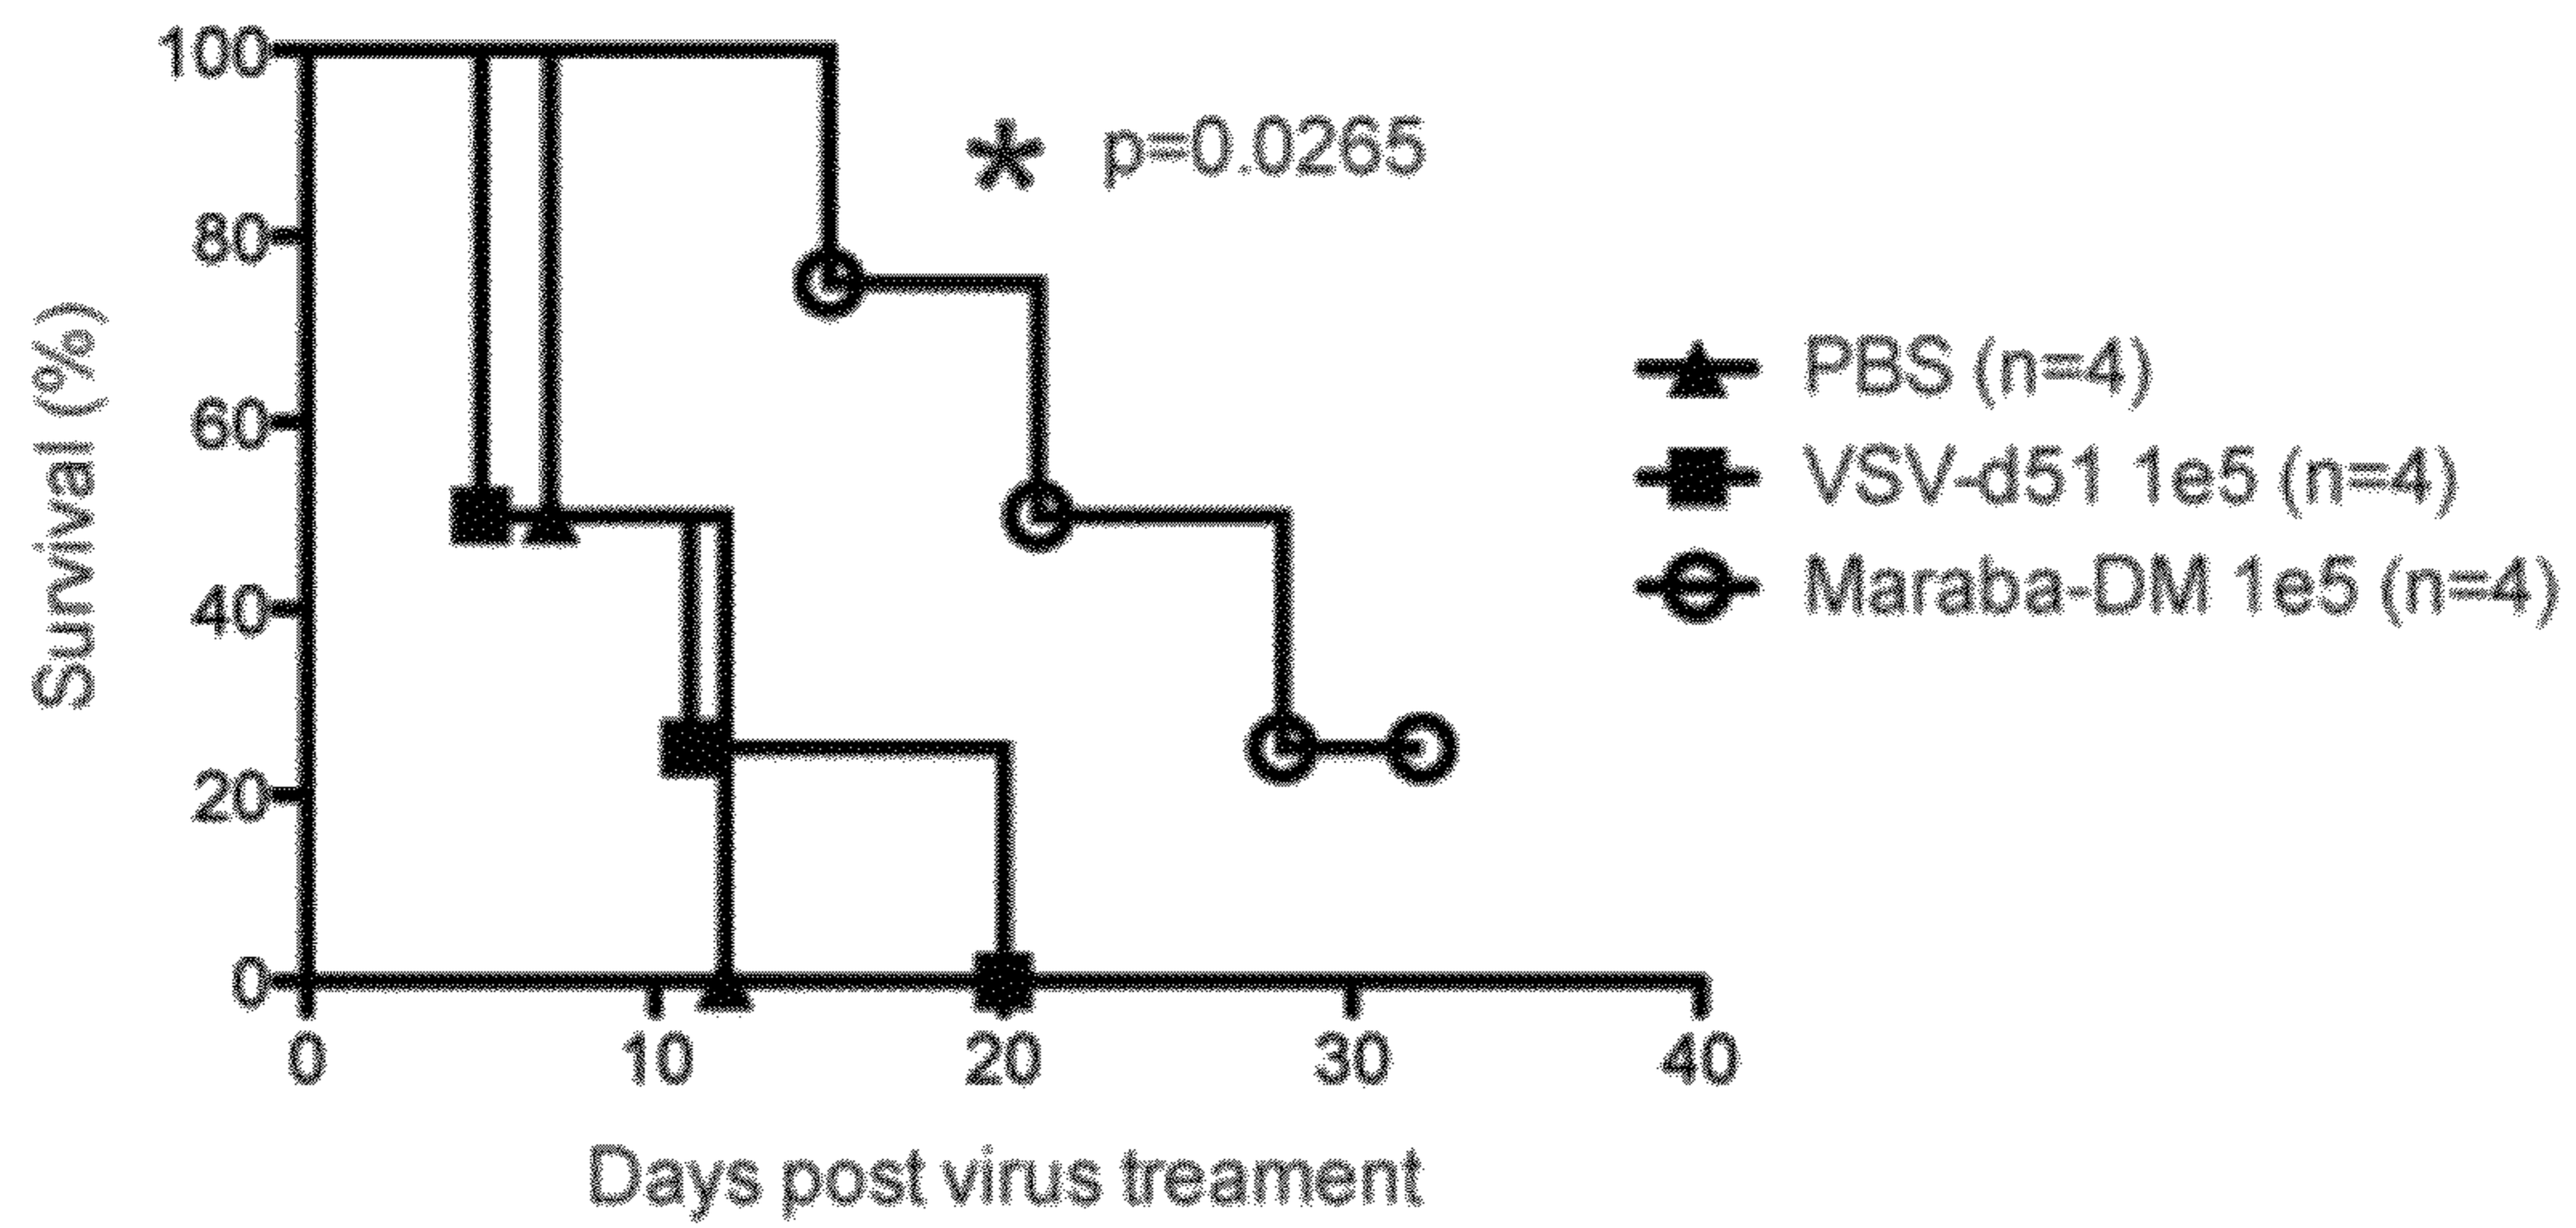 100
80
60
40
20
0
Survival (%)
* p=0.0265
PBS (n=4)
VSV-d51 1e5 (n=4)
Maraba-DM 1e5 (n=4)
0 10 20 30 40
Days post virus treament